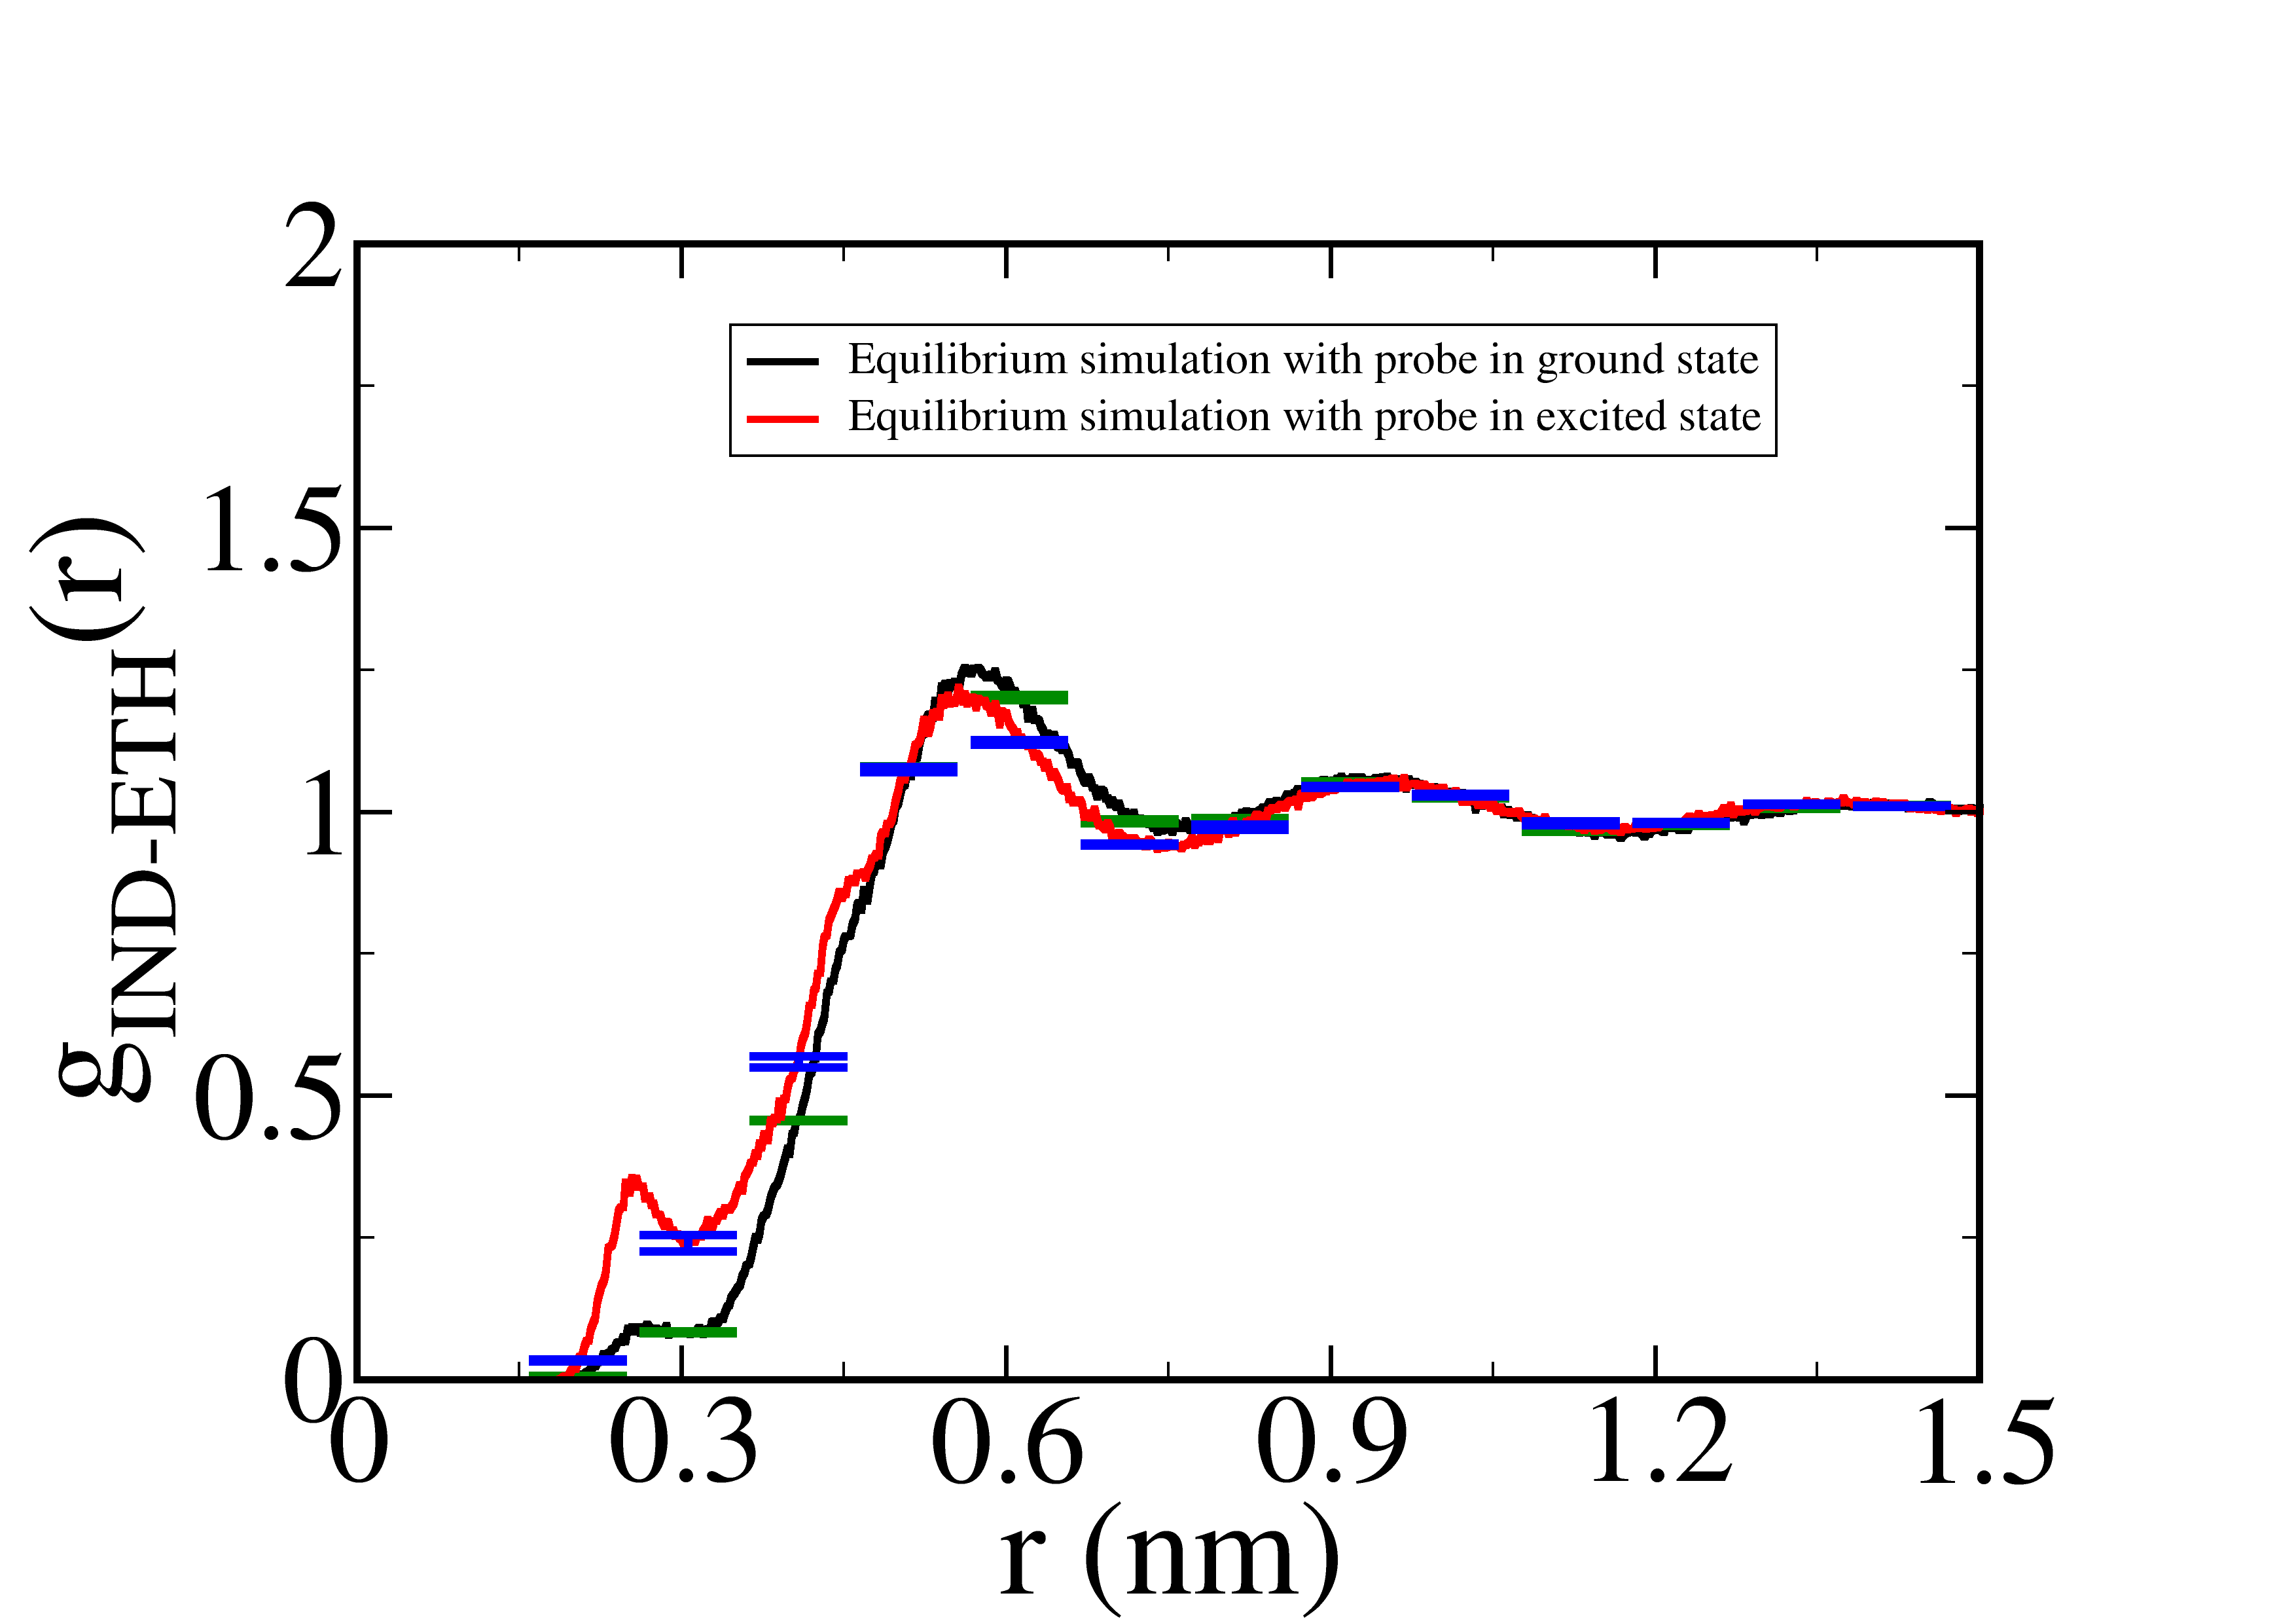 2
1.5
1
0.5
0
gIND-ETH(r)
Equilibrium simulation with probe in ground state
Equilibrium simulation with probe in excited state
0 0.3 0.6 0.9 1.2 1.5
r (nm)